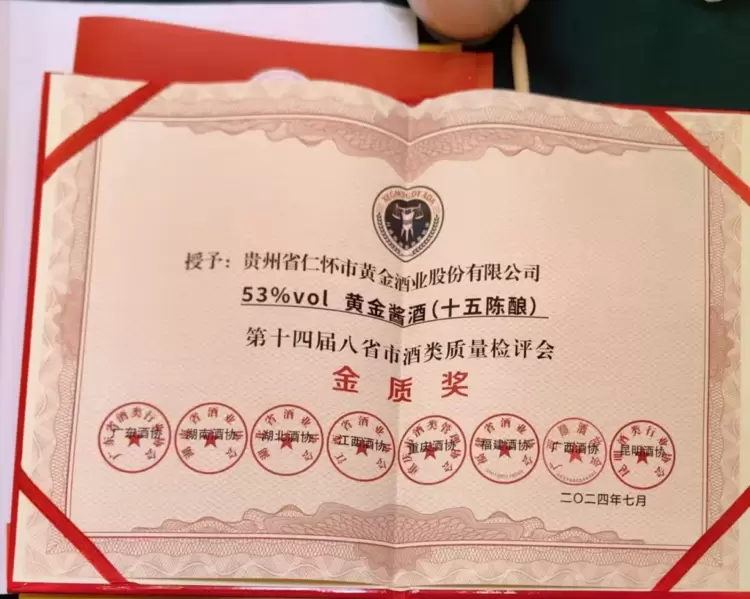 授予：贵州省仁怀市黄金酒业股份有限公司
53%vol 黄金酱酒(十五陈酿)
第十四届八省市酒类质量检评会
金质奖
广东酒协 湖南酒协 湖北酒协 江西酒协 重庆酒协 福建酒协 广西酒协 昆明酒协
二〇二四年七月